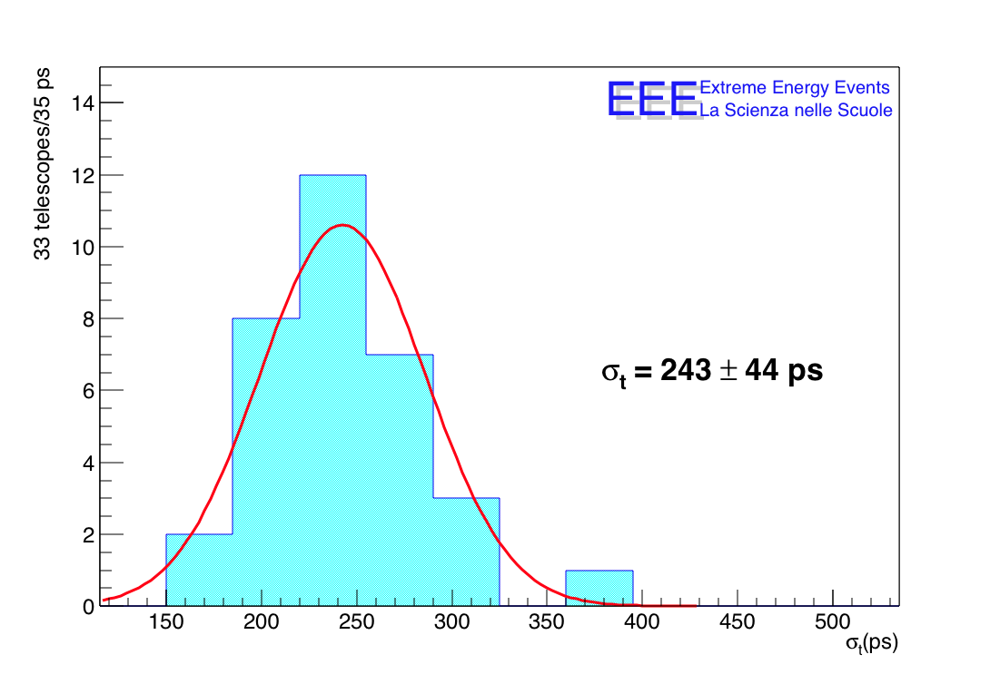 33 telescopes/35 ps
EEE
Extreme Energy Events
La Scienza nelle Scuole
14
12
10
8
6
4
2
0
σt = 243 ± 44 ps
150 200 250 300 350 400 450 500
σt(ps)